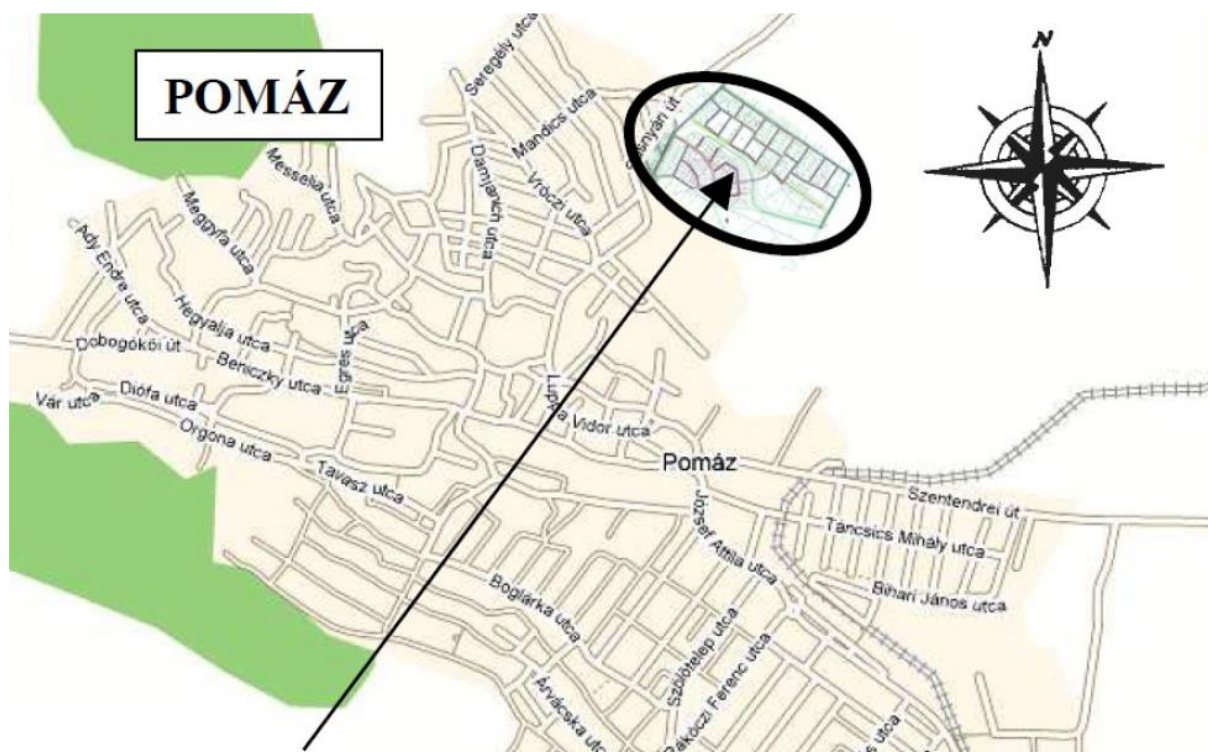 POMÁZ
N
Seregély utca
Mandics utca
Damjanich utca
Vróczi utca
Messelia utca
Meggyfa utca
Ady Endre utca
Hegyalja utca
Dobogókői út
Beniczky utca
Egres utca
Luppa Vidor utca
Vár utca
Diófa utca
Orgona utca
Tavasz utca
Pomáz
Szentendrei út
Táncsics Mihály utca
József Attila utca
Bihari János utca
Boglárka utca
Szőlőtelep utca
Rákóczi Ferenc utca
Árvácska utca